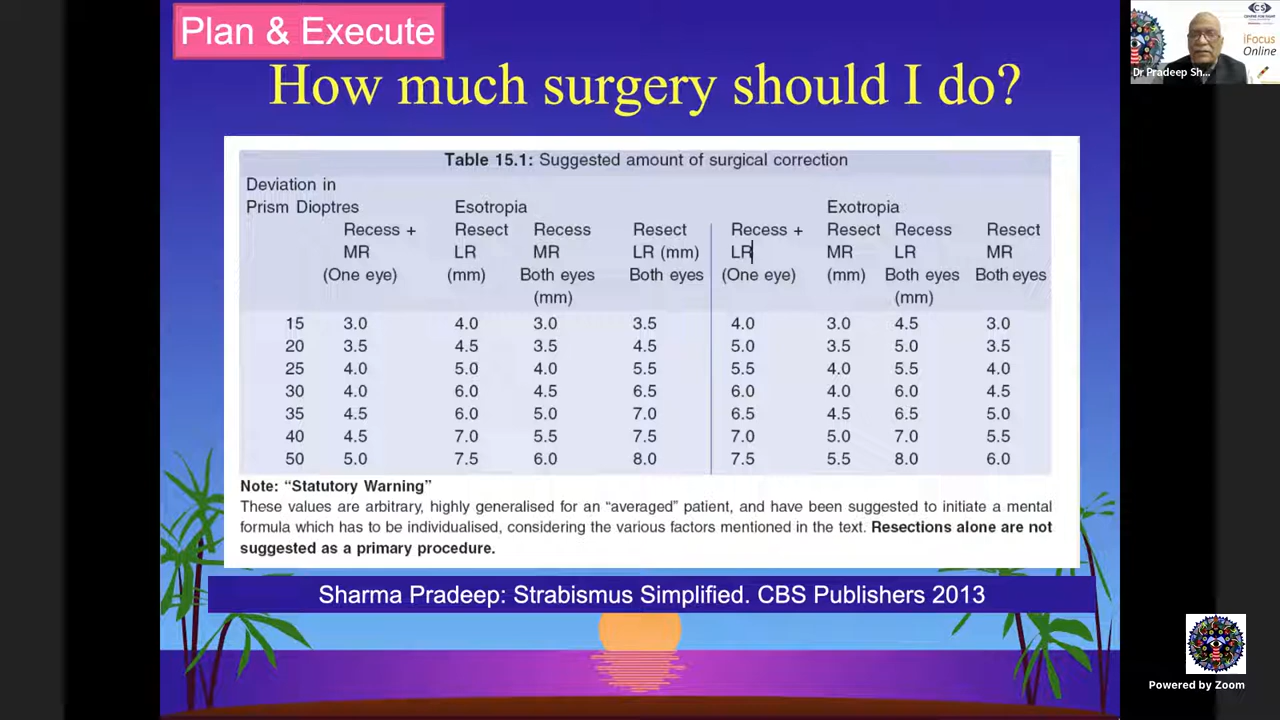 Plan & Execute
How much surgery should I do?
Table 15.1: Suggested amount of surgical correction
Deviation in
Prism Dioptres Esotropia Exotropia
Recess + Resect Recess Resect Recess + Resect Recess Resect
MR LR MR LR (mm) LR MR LR MR
(One eye) (mm) Both eyes Both eyes (One eye) (mm) Both eyes Both eyes
(mm) (mm)
15 3.0 4.0 3.0 3.5 4.0 3.0 4.5 3.0
20 3.5 4.5 3.5 4.5 5.0 3.5 5.0 3.5
25 4.0 5.0 4.0 5.5 5.5 4.0 5.5 4.0
30 4.0 6.0 4.5 6.5 6.0 4.0 6.0 4.5
35 4.5 6.0 5.0 7.0 6.5 4.5 6.5 5.0
40 4.5 7.0 5.5 7.5 7.0 5.0 7.0 5.5
50 5.0 7.5 6.0 8.0 7.5 5.5 8.0 6.0
Note: “Statutory Warning”
These values are arbitrary, highly generalised for an “averaged” patient, and have been suggested to initiate a mental
formula which has to be individualised, considering the various factors mentioned in the text. Resections alone are not
suggested as a primary procedure.
Sharma Pradeep: Strabismus Simplified. CBS Publishers 2013
CS
iFocus
Online
Dr Pradeep Sh...
Powered by Zoom